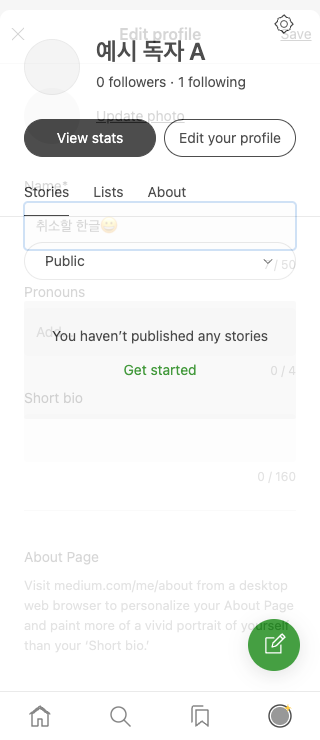 Edit profile
Save
예시 독자 A
0 followers · 1 following
Update photo
View stats
Edit your profile
Name*
Stories
Lists
About
취소할 한글😄
Public
7 / 50
Pronouns
Add...
You haven’t published any stories
Get started
0 / 4
Short bio
0 / 160
About Page
Visit medium.com/me/about from a desktop
web browser to personalize your About Page
and paint more of a vivid portrait of yourself
than your ‘Short bio.’